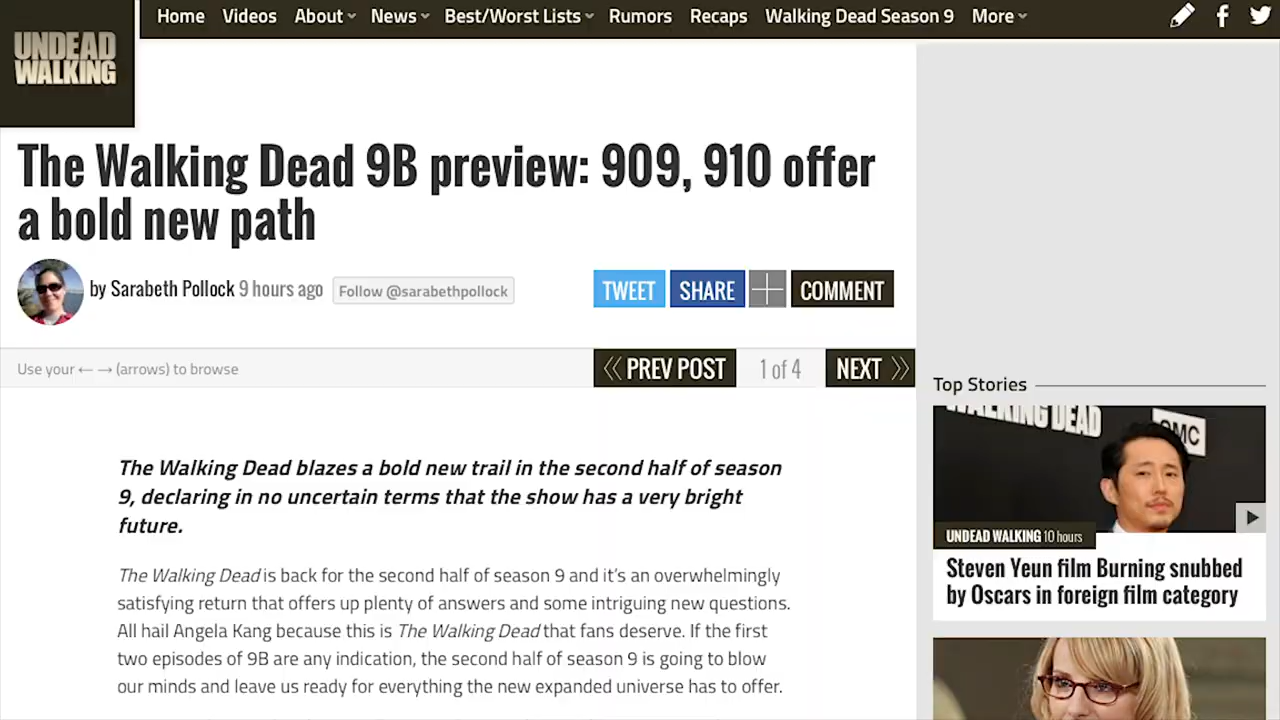 Home Videos About News Best/Worst Lists Rumors Recaps Walking Dead Season 9 More
UNDEAD
WALKING
The Walking Dead 9B preview: 909, 910 offer
a bold new path
by Sarabeth Pollock 9 hours ago Follow @sarabethpollock
TWEET SHARE COMMENT
Use your ← → (arrows) to browse
PREV POST 1 of 4 NEXT
The Walking Dead blazes a bold new trail in the second half of season
9, declaring in no uncertain terms that the show has a very bright
future.
The Walking Dead is back for the second half of season 9 and it's an overwhelmingly
satisfying return that offers up plenty of answers and some intriguing new questions.
All hail Angela Kang because this is The Walking Dead that fans deserve. If the first
two episodes of 9B are any indication, the second half of season 9 is going to blow
our minds and leave us ready for everything the new expanded universe has to offer.
Top Stories
WALKING DEAD
AMC
UNDEAD WALKING 10 hours
Steven Yeun film Burning snubbed
by Oscars in foreign film category